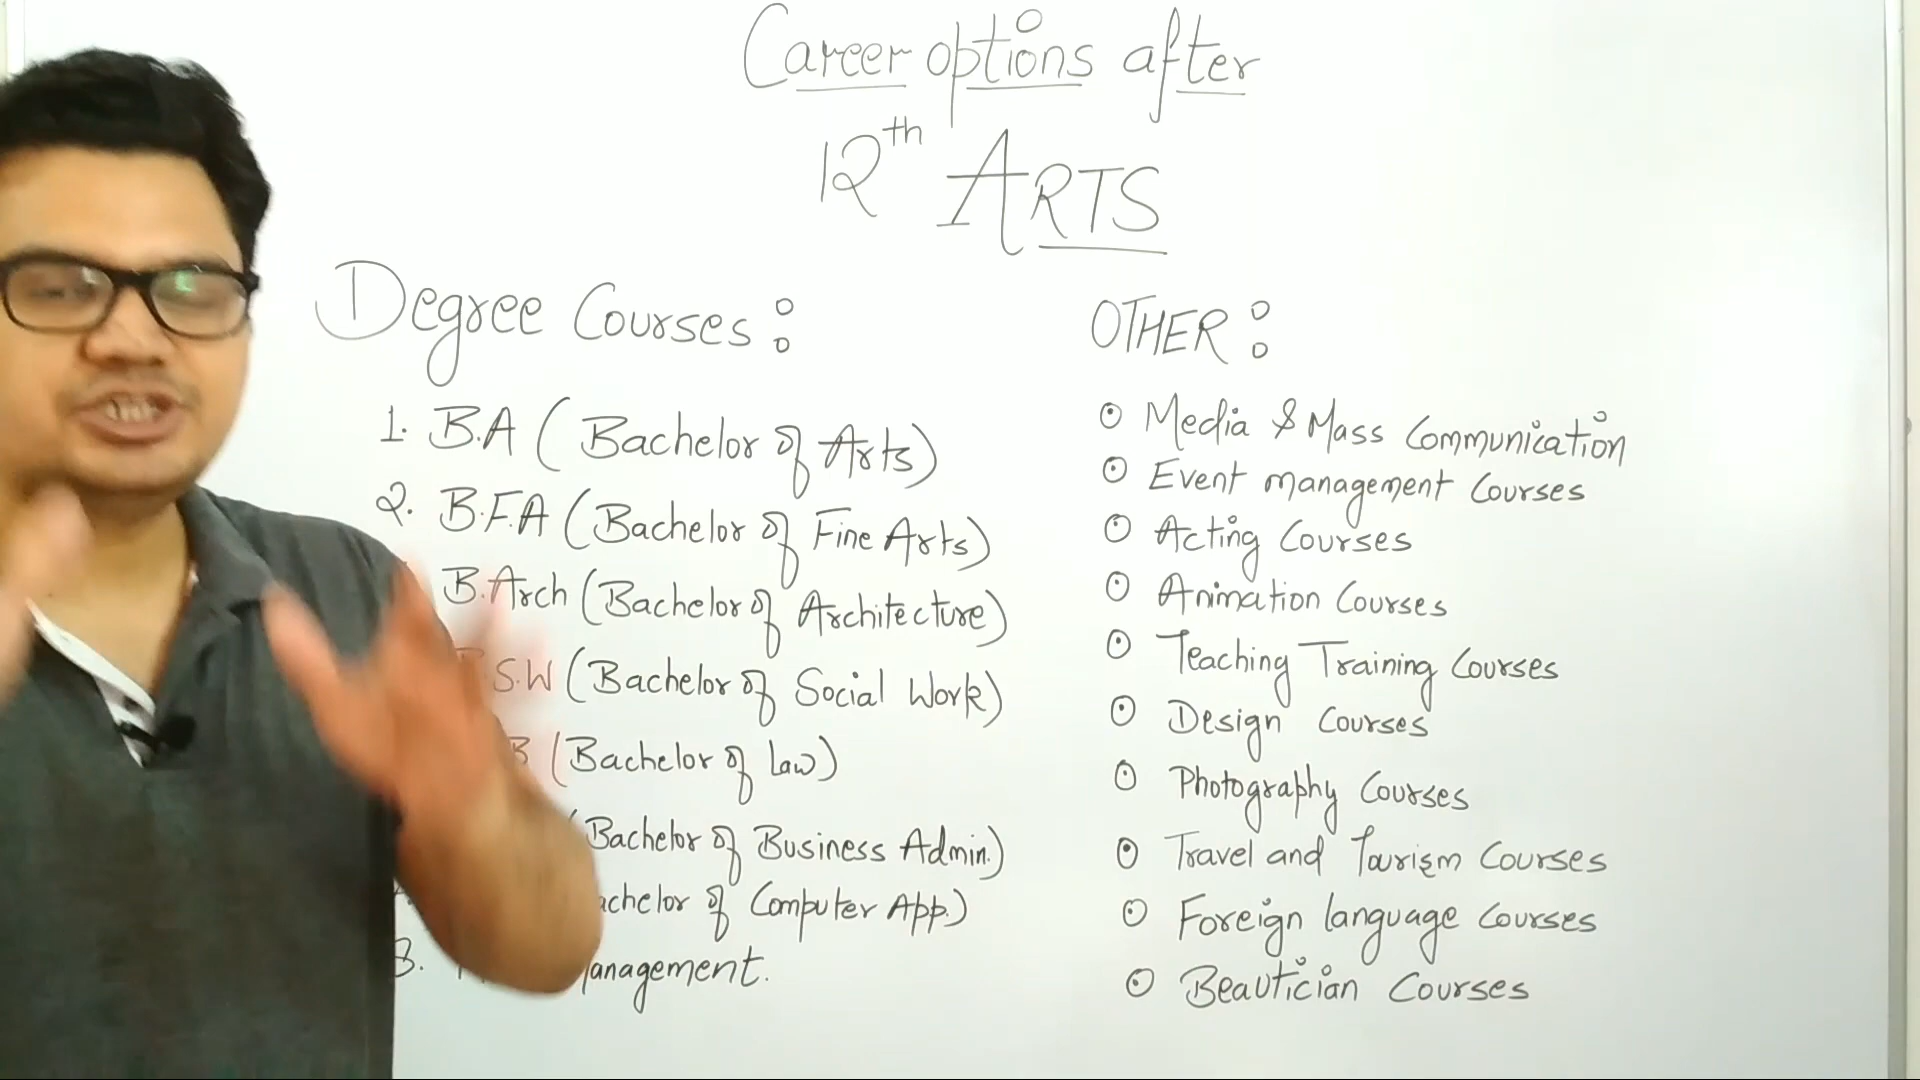 Career options after
12th ARTS
Degree Courses:
1. B.A (Bachelor of Arts)
2. B.F.A (Bachelor of Fine Arts)
B.Arch (Bachelor of Architecture)
S.W (Bachelor of Social Work)
B (Bachelor of Law)
(Bachelor of Business Admin.)
achelor of Computer App.)
8. anagement.
OTHER:
Media & Mass Communication
Event management Courses
Acting Courses
Animation Courses
Teaching Training Courses
Design Courses
Photography Courses
Travel and Tourism Courses
Foreign language Courses
Beautician Courses